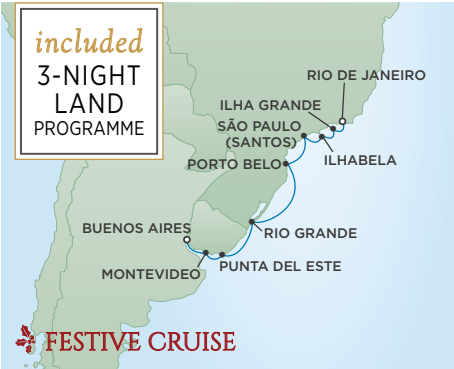 included
3-NIGHT
LAND
PROGRAMME
RIO DE JANEIRO
ILHA GRANDE
SÃO PAULO
(SANTOS)
ILHABELA
PORTO BELO
RIO GRANDE
BUENOS AIRES
PUNTA DEL ESTE
MONTEVIDEO
FESTIVE CRUISE